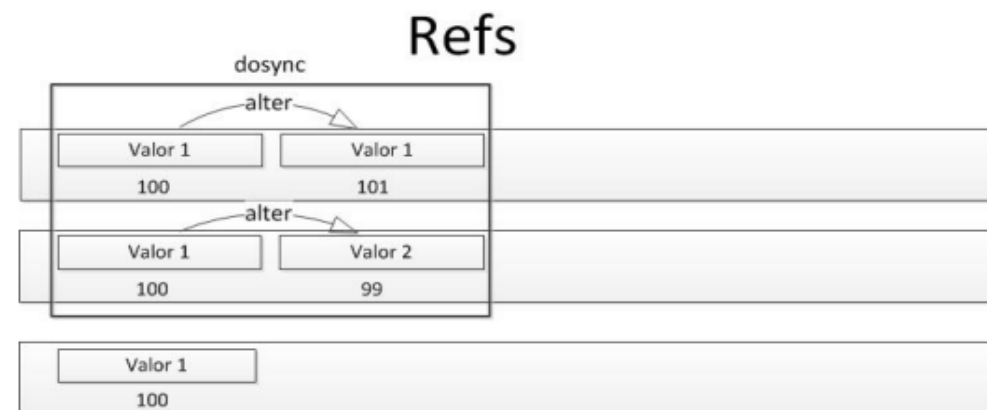 Refs
dosync
alter
Valor 1 Valor 1
100 101
alter
Valor 1 Valor 2
100 99
Valor 1
100